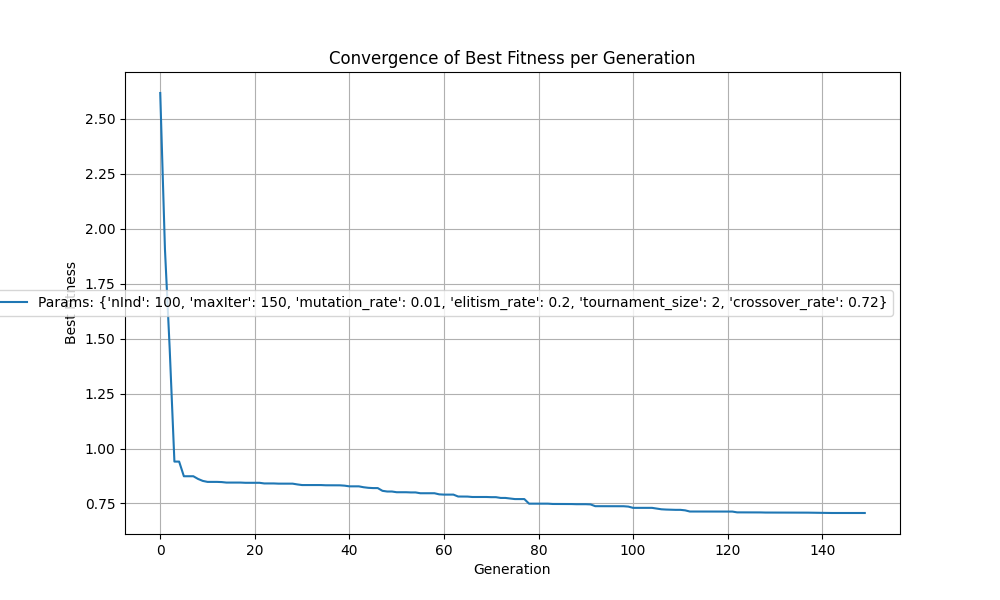 Convergence of Best Fitness per Generation
2.50
2.25
2.00
1.75
1.50
1.25
1.00
0.75
Best Fitness
Params: {'nInd': 100, 'maxIter': 150, 'mutation_rate': 0.01, 'elitism_rate': 0.2, 'tournament_size': 2, 'crossover_rate': 0.72}
0 20 40 60 80 100 120 140
Generation